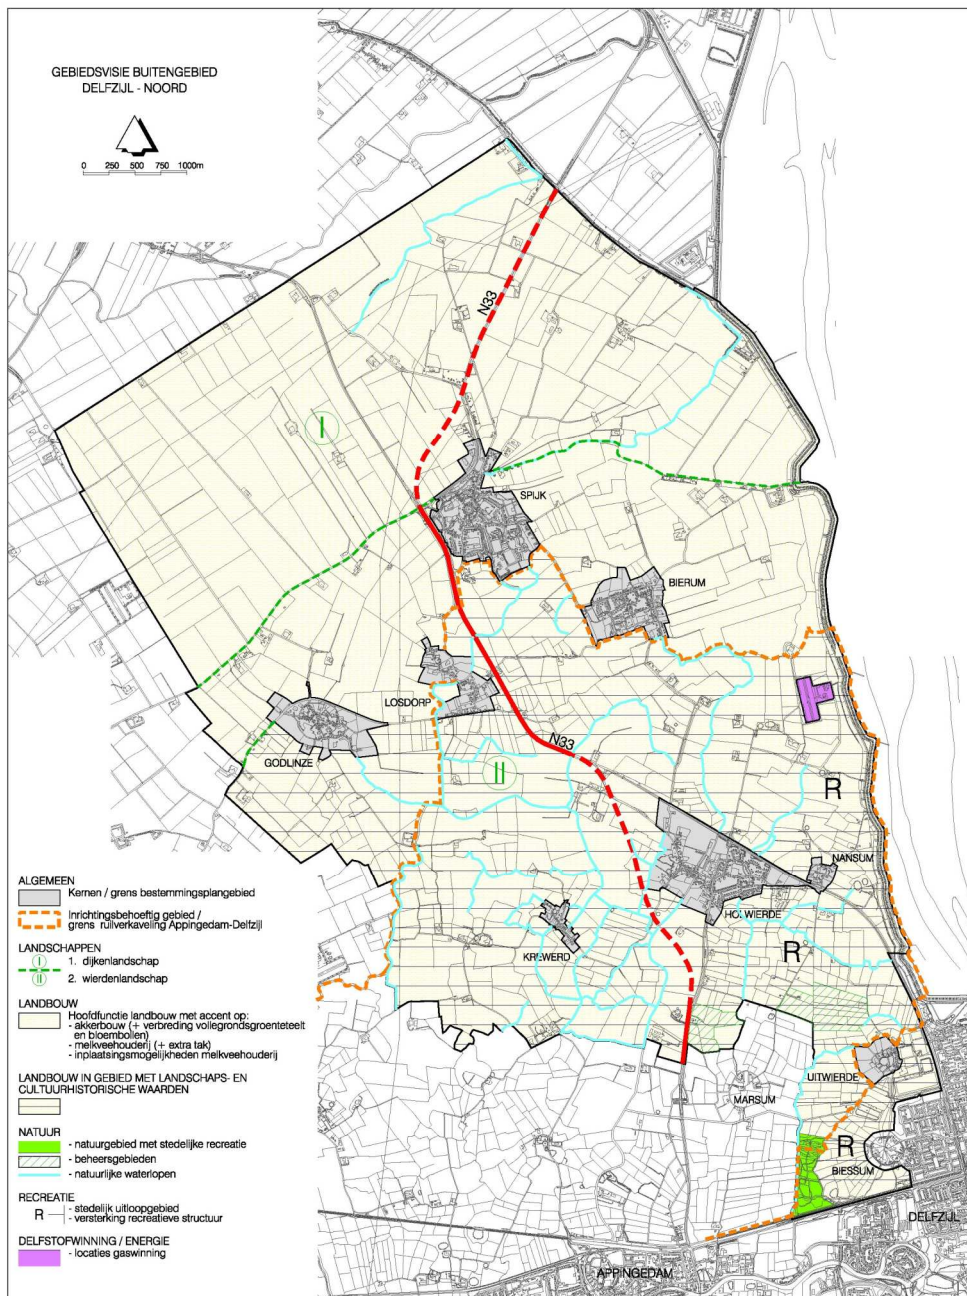 GEBIEDSVISIE BUITENGEBIED
DELFZIJL - NOORD
0 250 500 750 1000m
N33
I
SPIJK
BIERUM
LOSDORP
GODLINZE
N33
II
R
NANSUM
HOLWIERDE
KREWERD
R
UITWIERDE
MARSUM
R
BIESSUM
DELFZIJL
APPINGEDAM
ALGEMEEN
Kernen / grens bestemmingsplangebied
Inrichtingsbehoeftig gebied /
grens ruilverkaveling Appingedam-Delfzijl
LANDSCHAPPEN
I 1. dijkenlandschap
II 2. wierdenlandschap
LANDBOUW
Hoofdfunctie landbouw met accent op:
- akkerbouw (+ verbreding vollegrondsgroenteteelt
en bloembollen)
- melkveehouderij (+ extra tak)
- inplaatsingsmogelijkheden melkveehouderij
LANDBOUW IN GEBIED MET LANDSCHAPS- EN
CULTUURHISTORISCHE WAARDEN
NATUUR
- natuurgebied met stedelijke recreatie
- beheersgebieden
- natuurlijke waterlopen
RECREATIE
R - stedelijk uitloopgebied
- versterking recreatieve structuur
DELFSTOFWINNING / ENERGIE
- locaties gaswinning